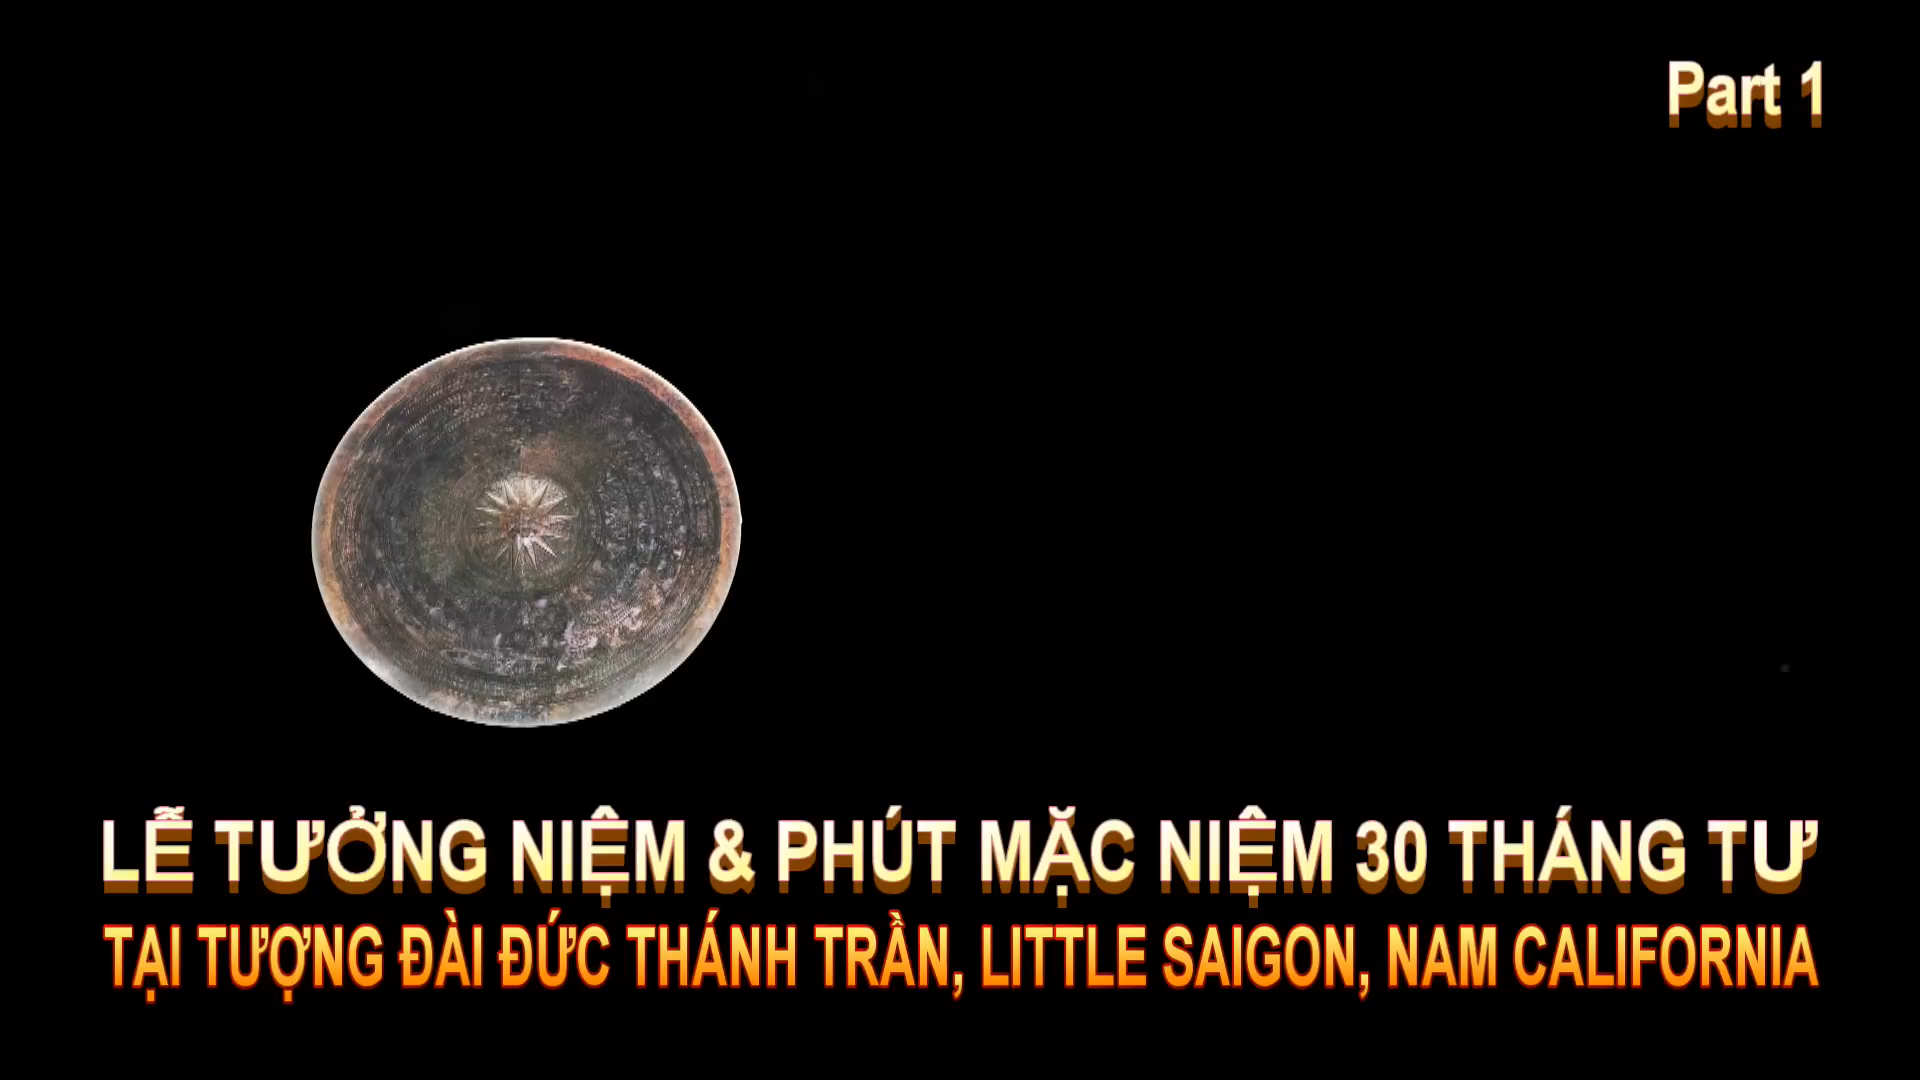 Part 1
LỄ TƯỞNG NIỆM & PHÚT MẶC NIỆM 30 THÁNG TƯ
TẠI TƯỢNG ĐÀI ĐỨC THÁNH TRẦN, LITTLE SAIGON, NAM CALIFORNIA